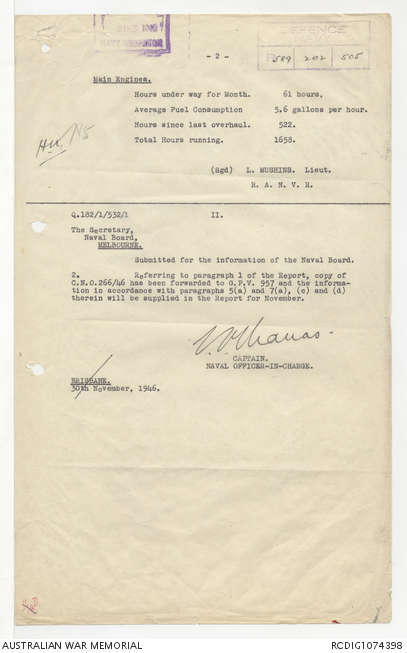 - 2 -
DEFENCE
589 202 505
Main Engines.
Hours under way for Month. 61 hours.
Average Fuel Consumption 5.6 gallons per hour.
Hours since last overhaul. 522.
Total Hours running. 1658.
(Sgd) L. MUSHINS. Lieut.
R. A. N. V. R.
Q.182/1/532/1 II.
The Secretary,
Naval Board,
MELBOURNE.
Submitted for the information of the Naval Board.
2. Referring to paragraph 1 of the Report, copy of
C.N.O.266/46 has been forwarded to G.P.V. 957 and the informa-
tion in accordance with paragraphs 5(a) and 7(a), (c) and (d)
therein will be supplied in the Report for November.
CAPTAIN.
NAVAL OFFICER-IN-CHARGE.
BRISBANE.
30th November, 1946.
AUSTRALIAN WAR MEMORIAL
RCDIG1074398